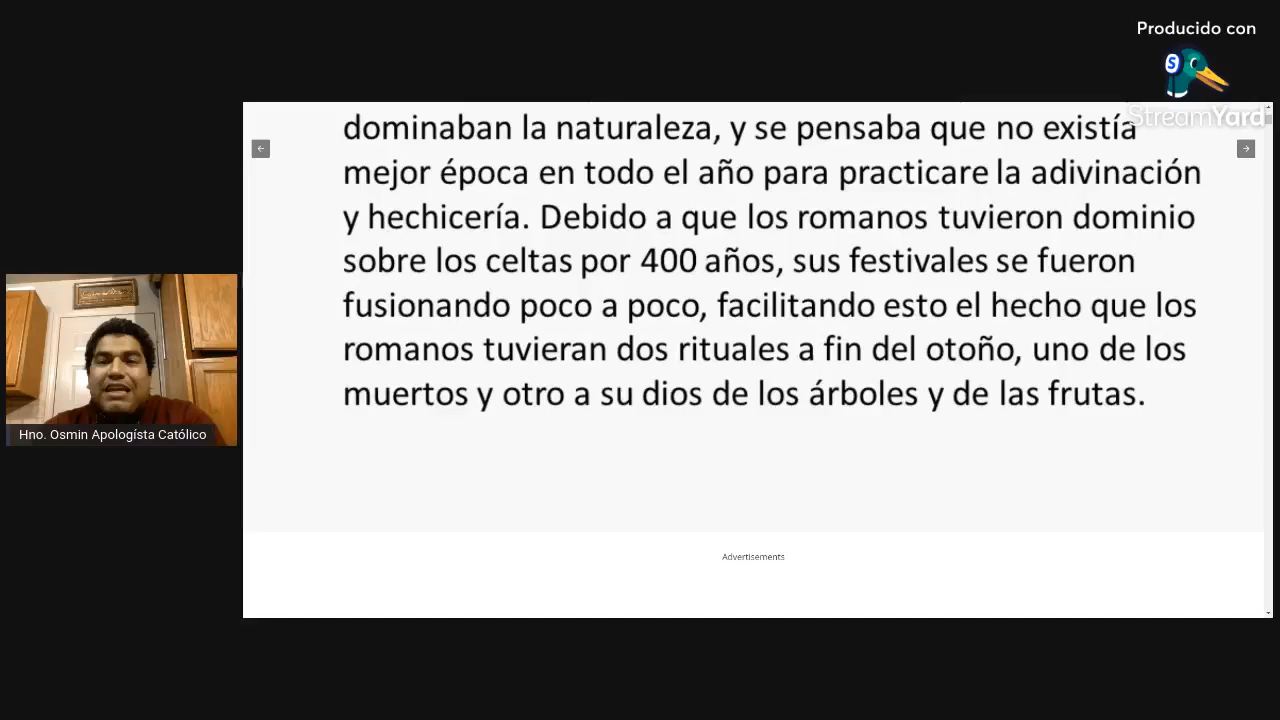 Producido con
StreamYard
dominaban la naturaleza, y se pensaba que no existía
mejor época en todo el año para practicare la adivinación
y hechicería. Debido a que los romanos tuvieron dominio
sobre los celtas por 400 años, sus festivales se fueron
fusionando poco a poco, facilitando esto el hecho que los
romanos tuvieran dos rituales a fin del otoño, uno de los
muertos y otro a su dios de los árboles y de las frutas.
Hno. Osmin Apologísta Católico
Advertisements